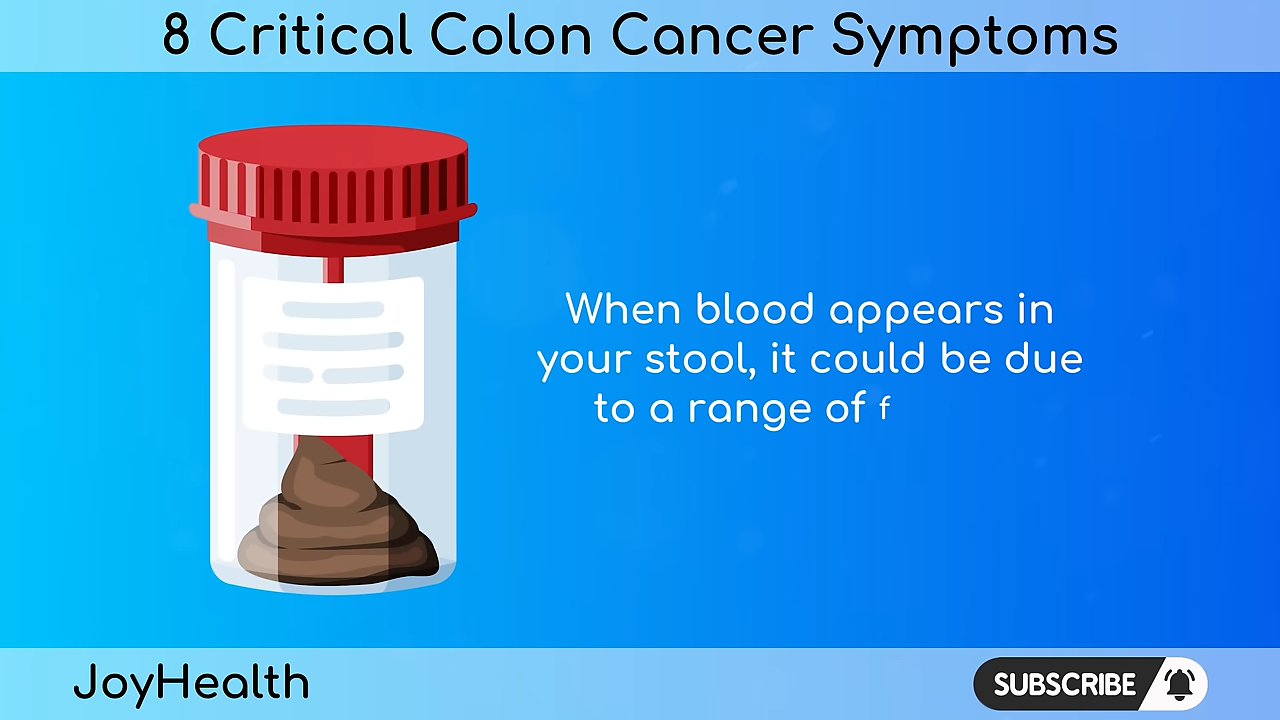 8 Critical Colon Cancer Symptoms
When blood appears in
your stool, it could be due
to a range of f
JoyHealth
SUBSCRIBE